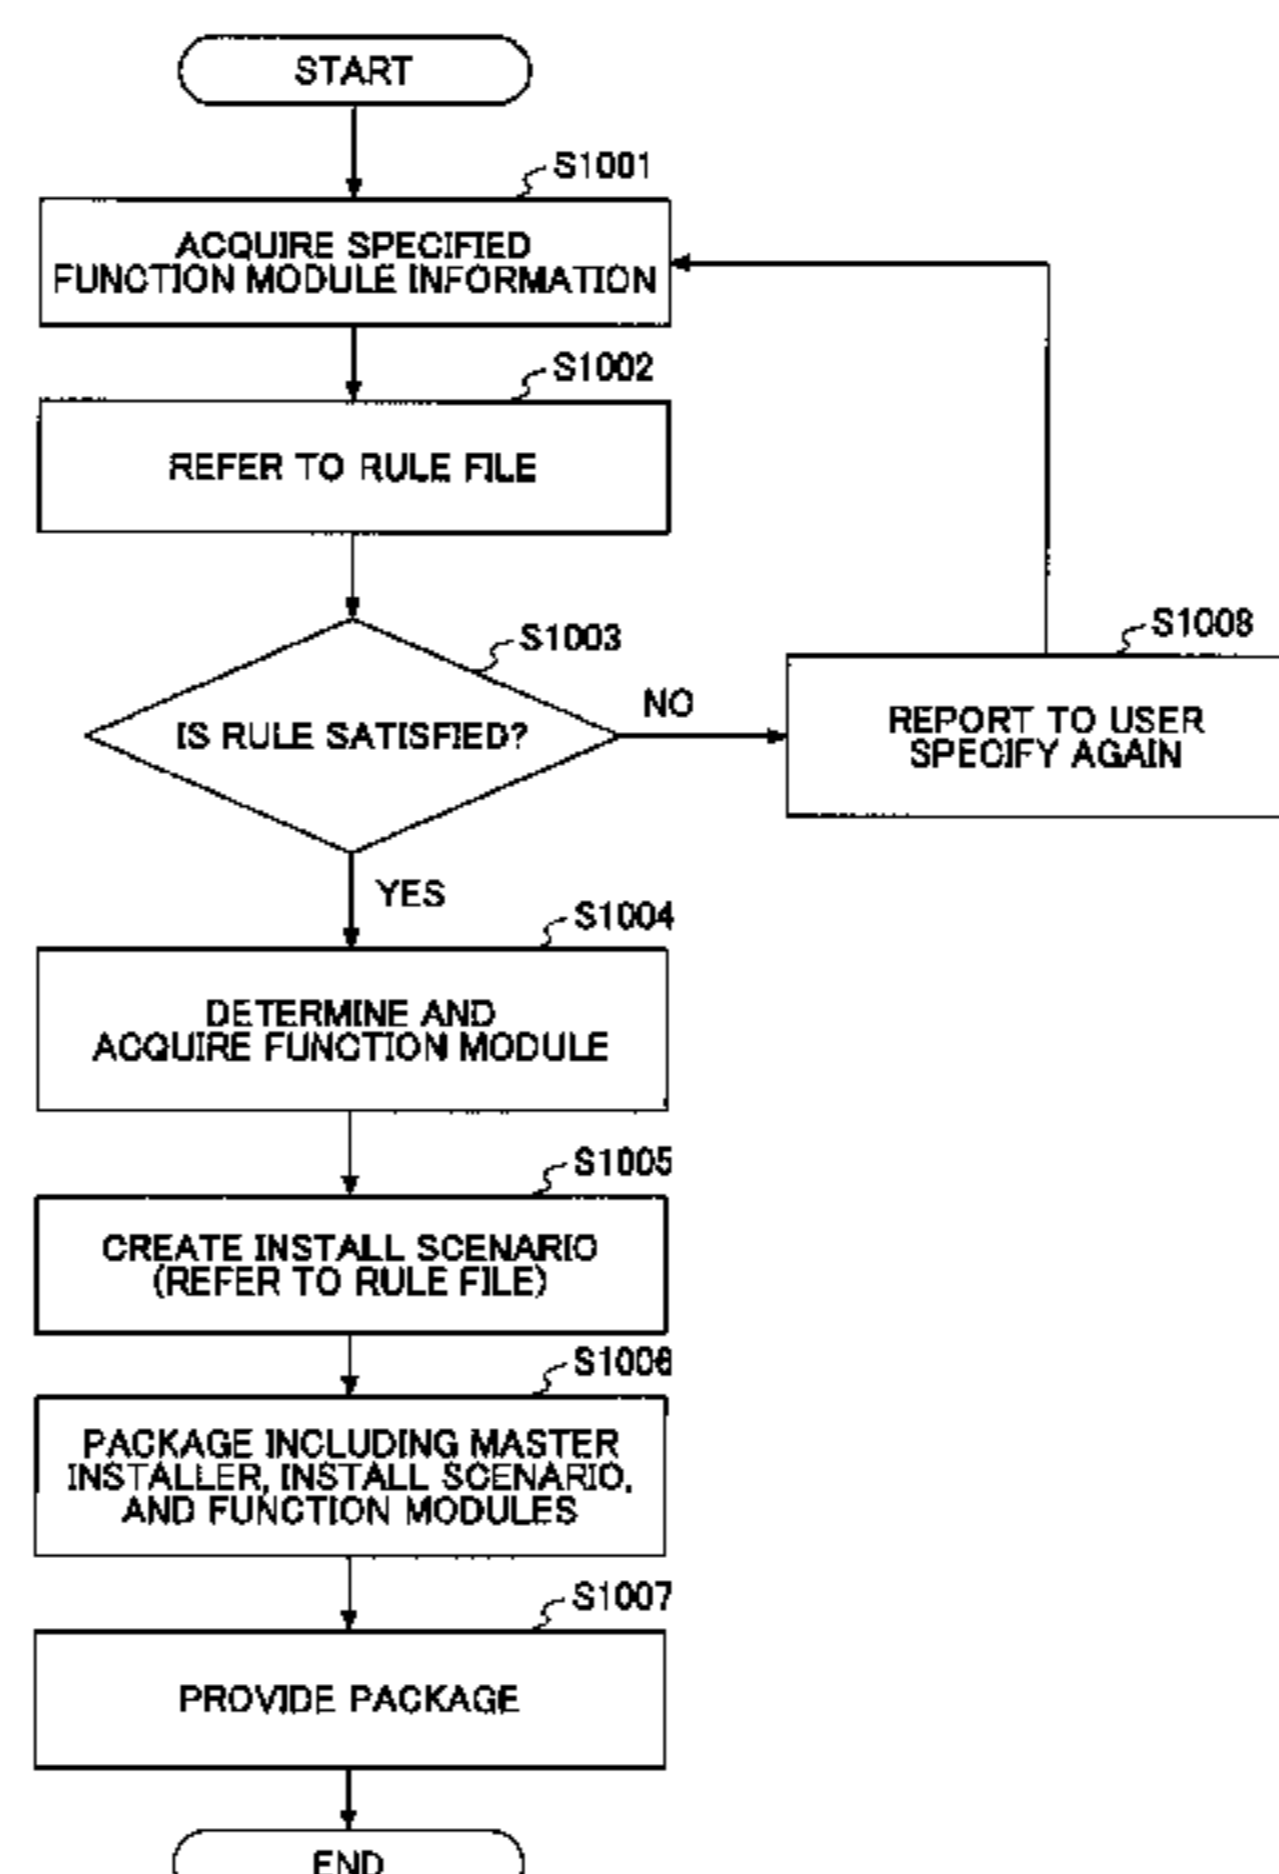 START
S1001
ACQUIRE SPECIFIED
FUNCTION MODULE INFORMATION
S1002
REFER TO RULE FILE
S1003
IS RULE SATISFIED?
NO
S1008
REPORT TO USER
SPECIFY AGAIN
YES
S1004
DETERMINE AND
ACQUIRE FUNCTION MODULE
S1005
CREATE INSTALL SCENARIO
(REFER TO RULE FILE)
S1006
PACKAGE INCLUDING MASTER
INSTALLER, INSTALL SCENARIO,
AND FUNCTION MODULES
S1007
PROVIDE PACKAGE
END